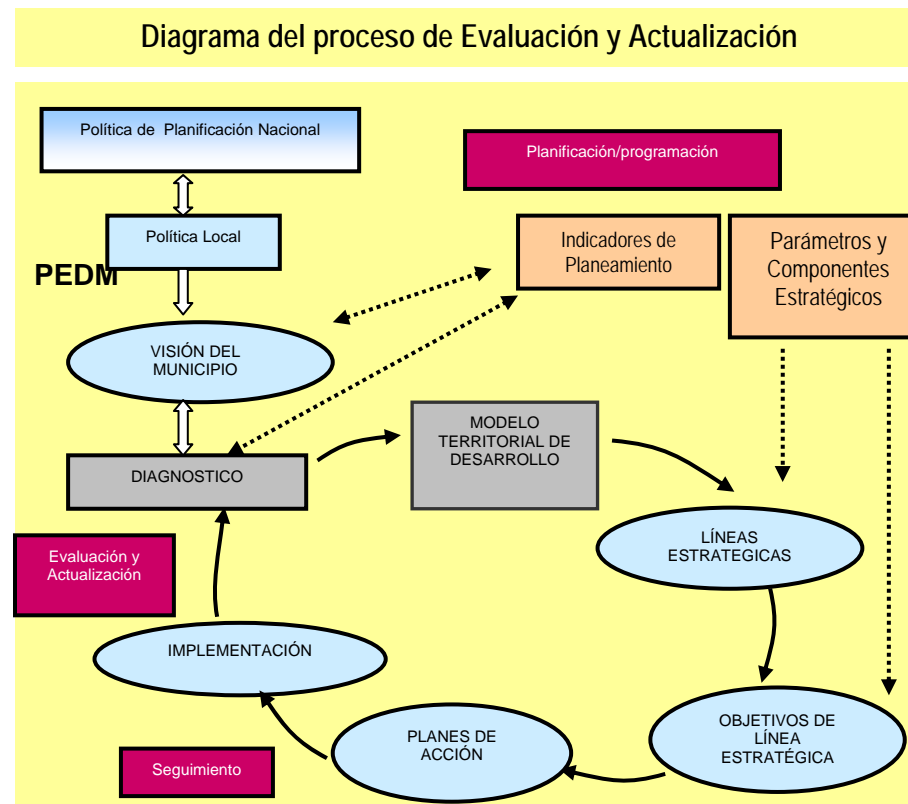 Diagrama del proceso de Evaluación y Actualización
Política de Planificación Nacional
Planificación/programación
Política Local
Indicadores de
Planeamiento
Parámetros y
Componentes
Estratégicos
PEDM
VISIÓN DEL
MUNICIPIO
MODELO
TERRITORIAL DE
DESARROLLO
DIAGNOSTICO
LÍNEAS
ESTRATEGICAS
Evaluación y
Actualización
IMPLEMENTACIÓN
OBJETIVOS DE
LÍNEA
ESTRATÉGICA
PLANES DE
ACCIÓN
Seguimiento